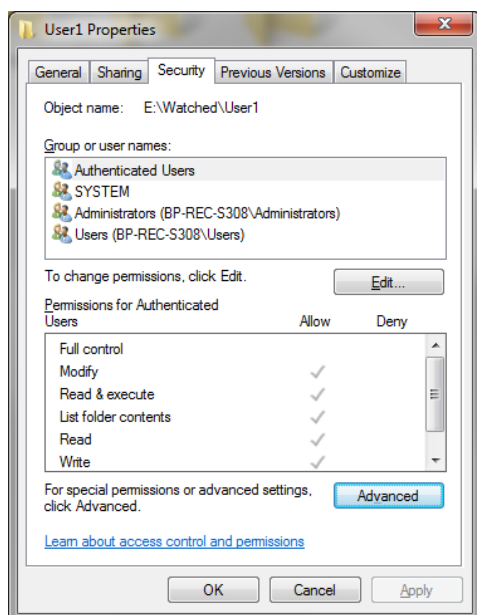 User1 Properties
General Sharing Security Previous Versions Customize
Object name: E:\Watched\User1
Group or user names:
Authenticated Users
SYSTEM
Administrators (BP-REC-S308\Administrators)
Users (BP-REC-S308\Users)
To change permissions, click Edit.
Edit...
Permissions for Authenticated
Users Allow Deny
Full control
Modify
Read & execute
List folder contents
Read
Write
For special permissions or advanced settings,
click Advanced.
Advanced
Learn about access control and permissions
OK Cancel Apply